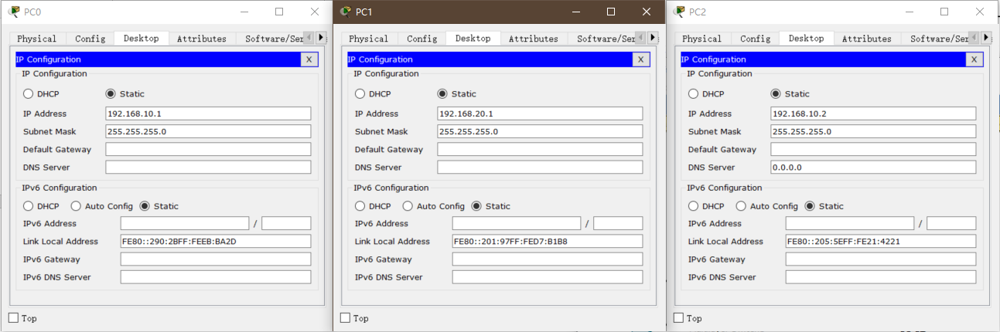 PC0
Physical Config Desktop Attributes Software/Ser
IP Configuration X
IP Configuration
DHCP Static
IP Address 192.168.10.1
Subnet Mask 255.255.255.0
Default Gateway
DNS Server
IPv6 Configuration
DHCP Auto Config Static
IPv6 Address /
Link Local Address FE80::290:2BFF:FEEB:BA2D
IPv6 Gateway
IPv6 DNS Server
Top
PC1
Physical Config Desktop Attributes Software/Ser
IP Configuration X
IP Configuration
DHCP Static
IP Address 192.168.20.1
Subnet Mask 255.255.255.0
Default Gateway
DNS Server
IPv6 Configuration
DHCP Auto Config Static
IPv6 Address /
Link Local Address FE80::201:97FF:FED7:B1B8
IPv6 Gateway
IPv6 DNS Server
Top
PC2
Physical Config Desktop Attributes Software/Ser
IP Configuration X
IP Configuration
DHCP Static
IP Address 192.168.10.2
Subnet Mask 255.255.255.0
Default Gateway
DNS Server 0.0.0.0
IPv6 Configuration
DHCP Auto Config Static
IPv6 Address /
Link Local Address FE80::205:5EFF:FE21:4221
IPv6 Gateway
IPv6 DNS Server
Top